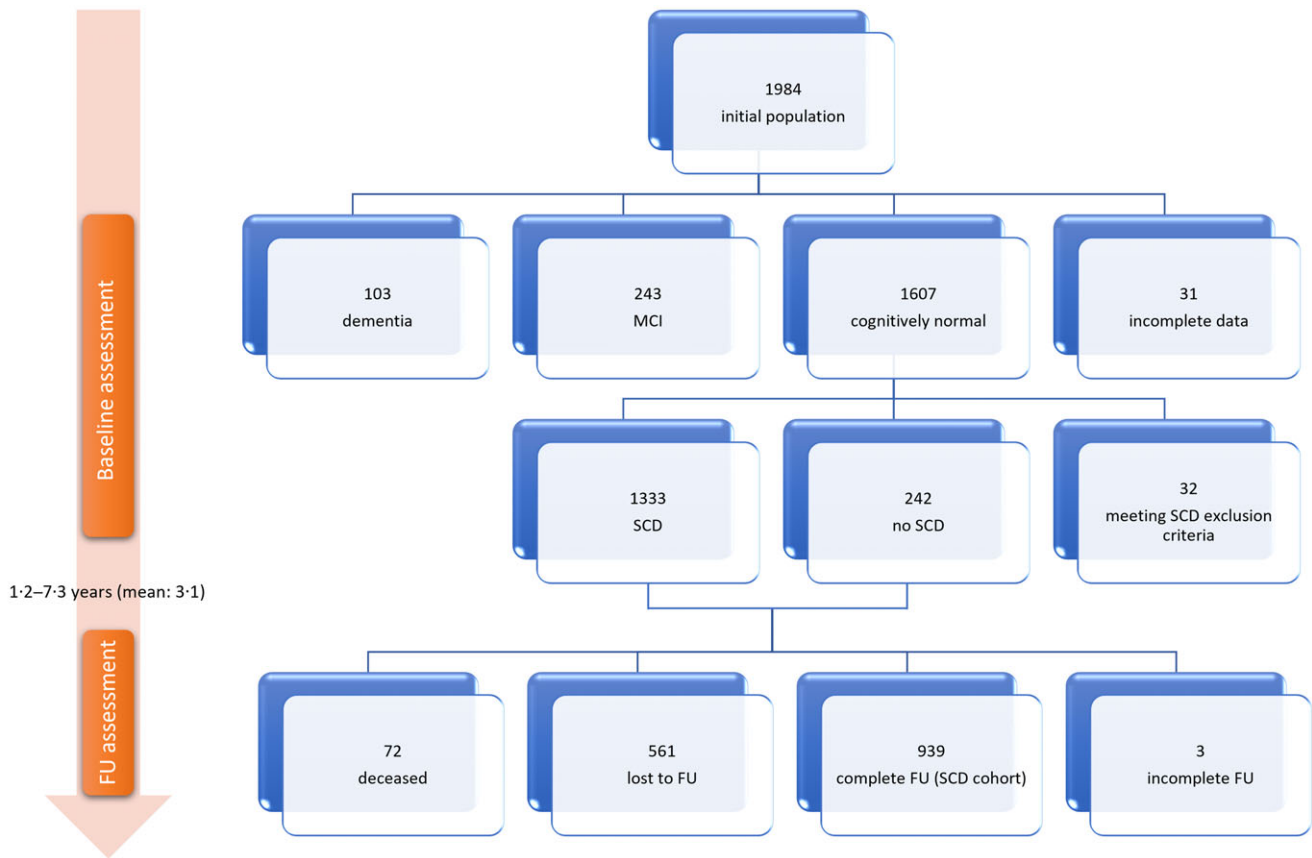 1984
initial population
Baseline assessment
103
dementia
243
MCI
1607
cognitively normal
31
incomplete data
1333
SCD
242
no SCD
32
meeting SCD exclusion
criteria
1·2–7·3 years (mean: 3·1)
FU assessment
72
deceased
561
lost to FU
939
complete FU (SCD cohort)
3
incomplete FU